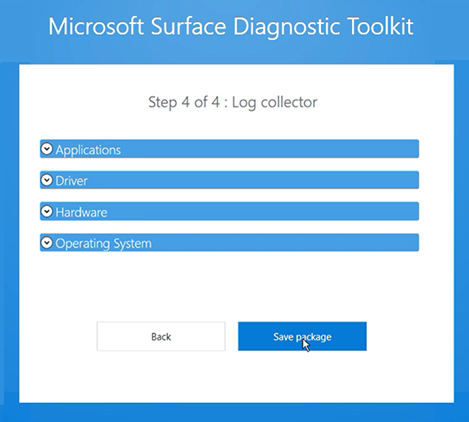 Microsoft Surface Diagnostic Toolkit
Step 4 of 4 : Log collector
Applications
Driver
Hardware
Operating System
Back
Save package